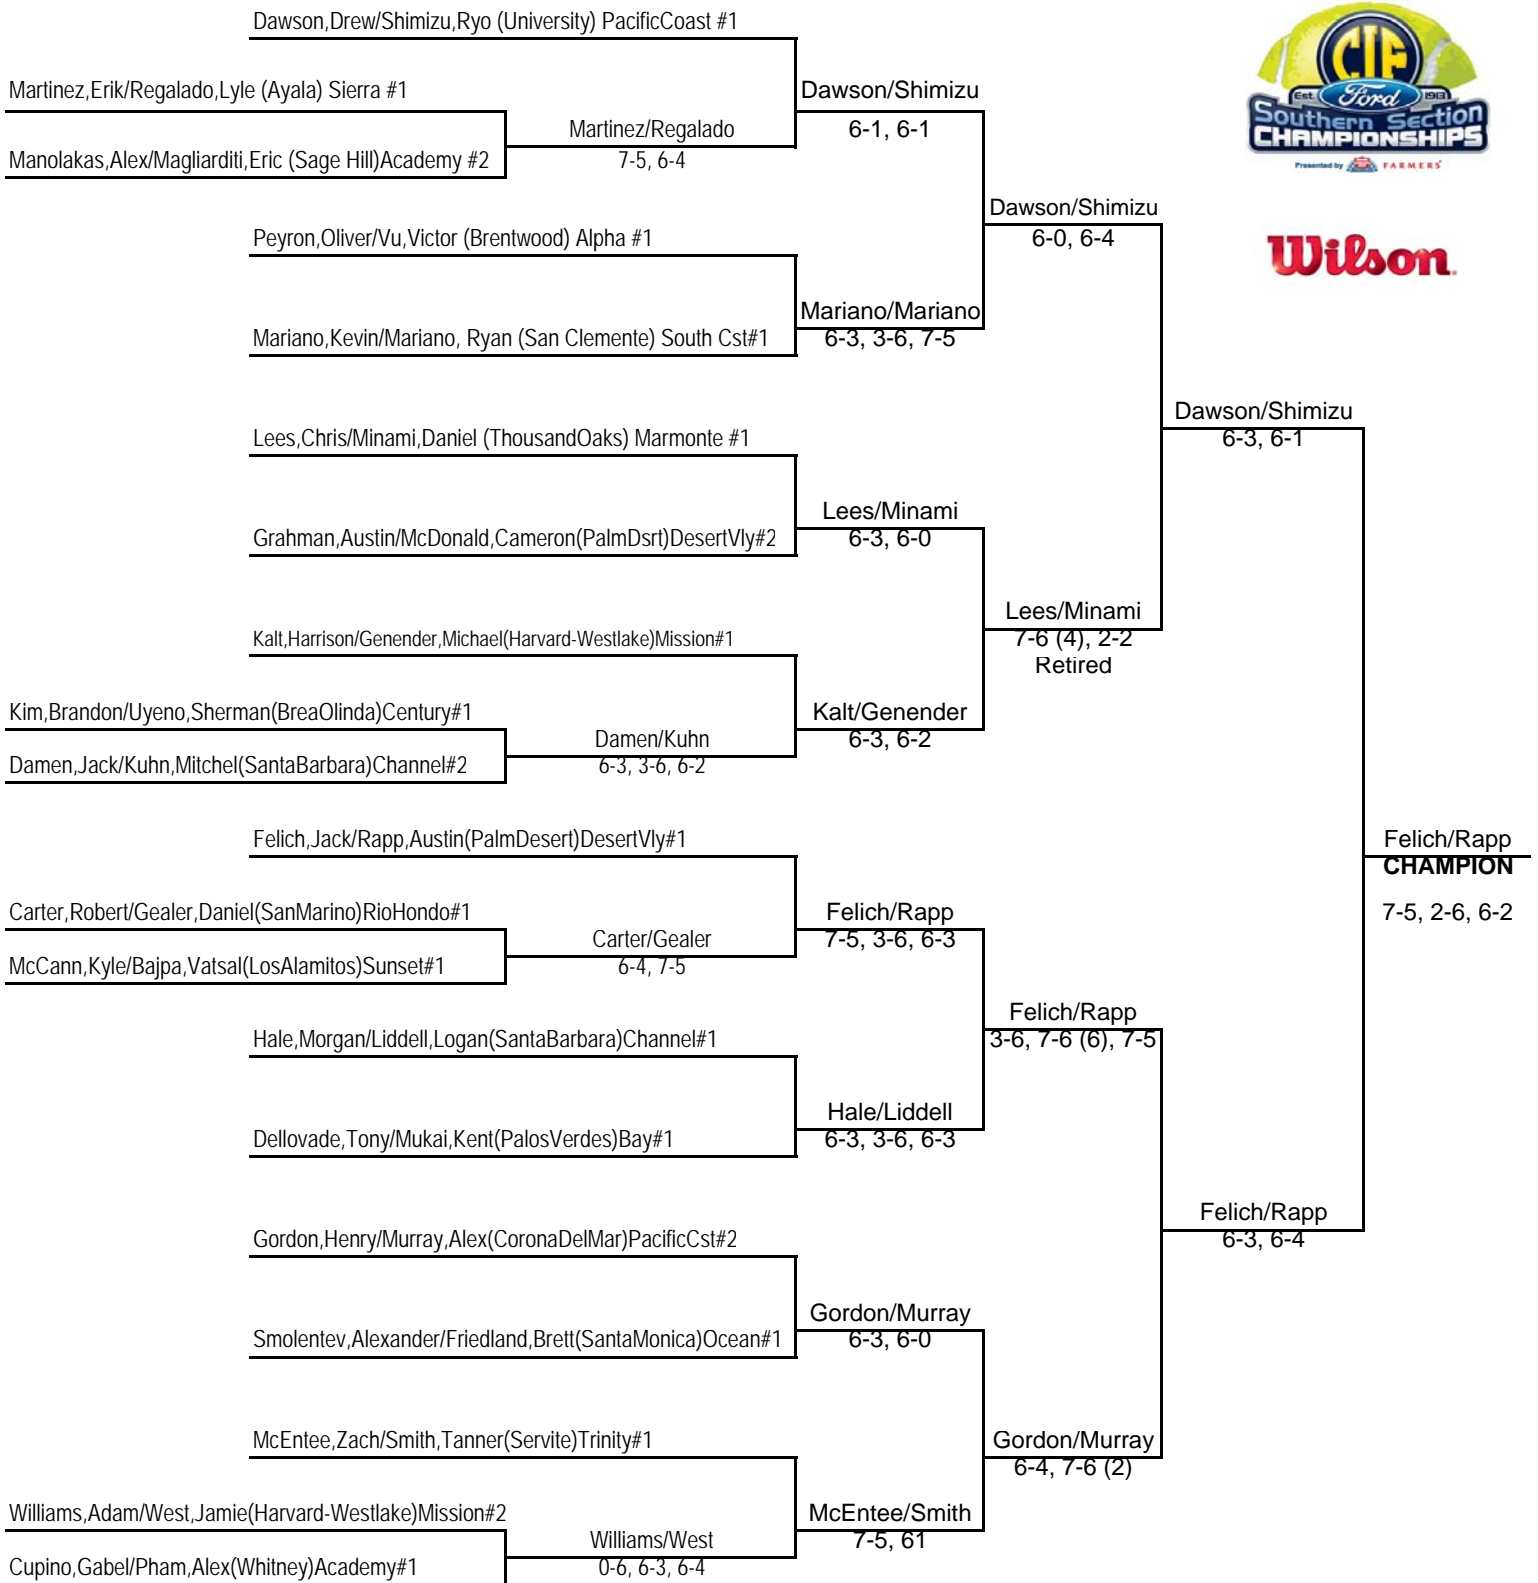 Dawson,Drew/Shimizu,Ryo (University) PacificCoast #1
CIF
Est. Ford 1913
Southern Section
CHAMPIONSHIPS
Presented by FARMERS
Martinez,Erik/Regalado,Lyle (Ayala) Sierra #1
Dawson/Shimizu
6-1, 6-1
Martinez/Regalado
7-5, 6-4
Manolakas,Alex/Magliarditi,Eric (Sage Hill)Academy #2
Dawson/Shimizu
6-0, 6-4
Peyron,Oliver/Vu,Victor (Brentwood) Alpha #1
Wilson
Mariano/Mariano
6-3, 3-6, 7-5
Mariano,Kevin/Mariano, Ryan (San Clemente) South Cst#1
Dawson/Shimizu
6-3, 6-1
Lees,Chris/Minami,Daniel (ThousandOaks) Marmonte #1
Lees/Minami
6-3, 6-0
Grahman,Austin/McDonald,Cameron(PalmDsrt)DesertVly#2
Lees/Minami
7-6 (4), 2-2
Retired
Kalt,Harrison/Genender,Michael(Harvard-Westlake)Mission#1
Kim,Brandon/Uyeno,Sherman(BreaOlinda)Century#1
Kalt/Genender
6-3, 6-2
Damen/Kuhn
6-3, 3-6, 6-2
Damen,Jack/Kuhn,Mitchel(SantaBarbara)Channel#2
Felich,Jack/Rapp,Austin(PalmDesert)DesertVly#1
Felich/Rapp
CHAMPION
7-5, 2-6, 6-2
Carter,Robert/Gealer,Daniel(SanMarino)RioHondo#1
Felich/Rapp
7-5, 3-6, 6-3
Carter/Gealer
6-4, 7-5
McCann,Kyle/Bajpa,Vatsal(LosAlamitos)Sunset#1
Felich/Rapp
3-6, 7-6 (6), 7-5
Hale,Morgan/Liddell,Logan(SantaBarbara)Channel#1
Hale/Liddell
6-3, 3-6, 6-3
Dellovade,Tony/Mukai,Kent(PalosVerdes)Bay#1
Felich/Rapp
6-3, 6-4
Gordon,Henry/Murray,Alex(CoronaDelMar)PacificCst#2
Gordon/Murray
6-3, 6-0
Smolentev,Alexander/Friedland,Brett(SantaMonica)Ocean#1
McEntee,Zach/Smith,Tanner(Servite)Trinity#1
Gordon/Murray
6-4, 7-6 (2)
Williams,Adam/West,Jamie(Harvard-Westlake)Mission#2
McEntee/Smith
7-5, 61
Williams/West
0-6, 6-3, 6-4
Cupino,Gabel/Pham,Alex(Whitney)Academy#1